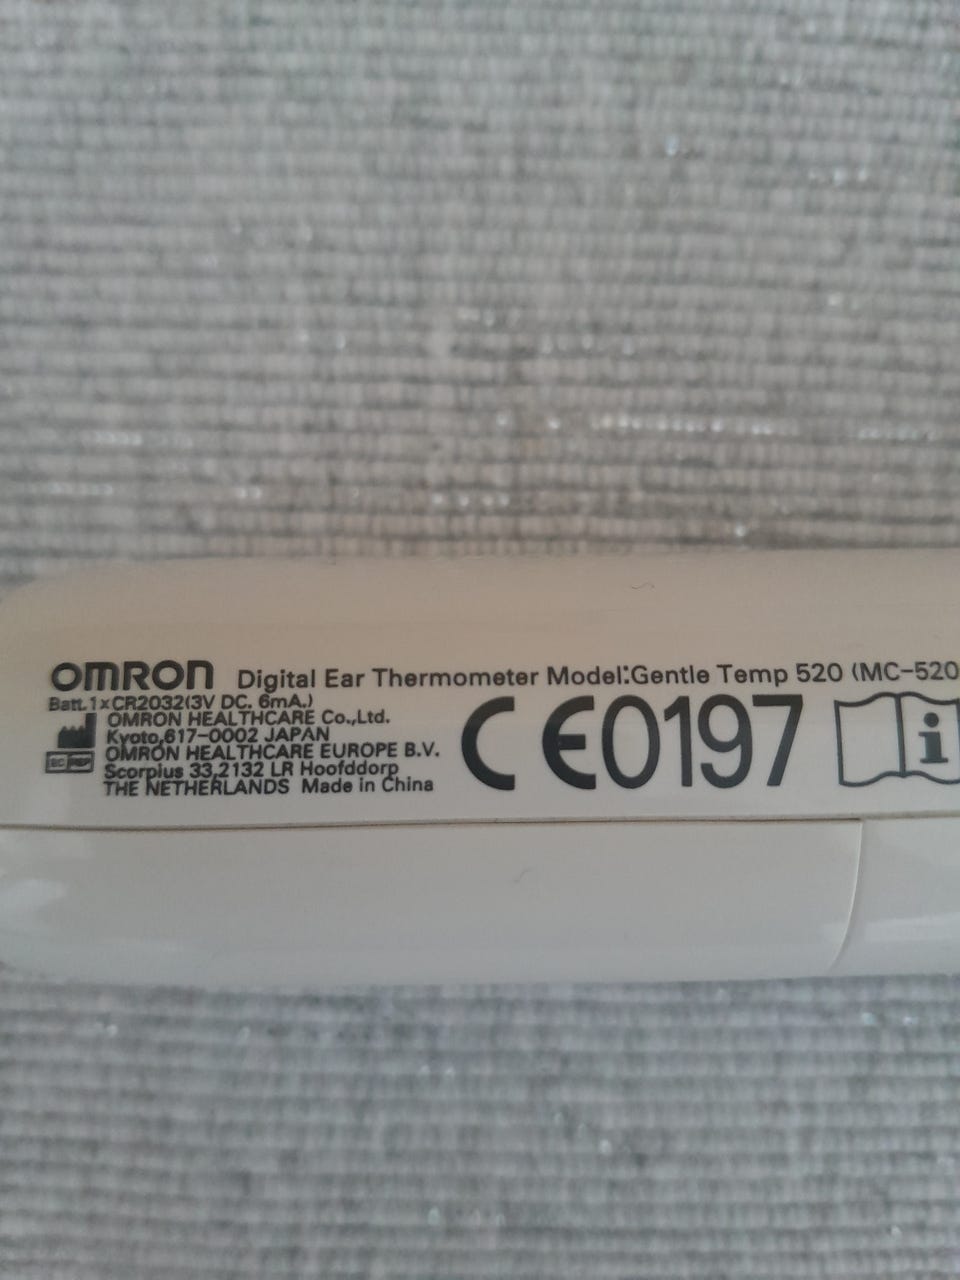 OMRON Digital Ear Thermometer Model:Gentle Temp 520 (MC-520
Batt.1×CR2032(3V DC. 6mA.)
OMRON HEALTHCARE Co.,Ltd.
Kyoto,617-0002 JAPAN
EC REP OMRON HEALTHCARE EUROPE B.V.
Scorpius 33,2132 LR Hoofddorp
THE NETHERLANDS Made in China
CE0197
i